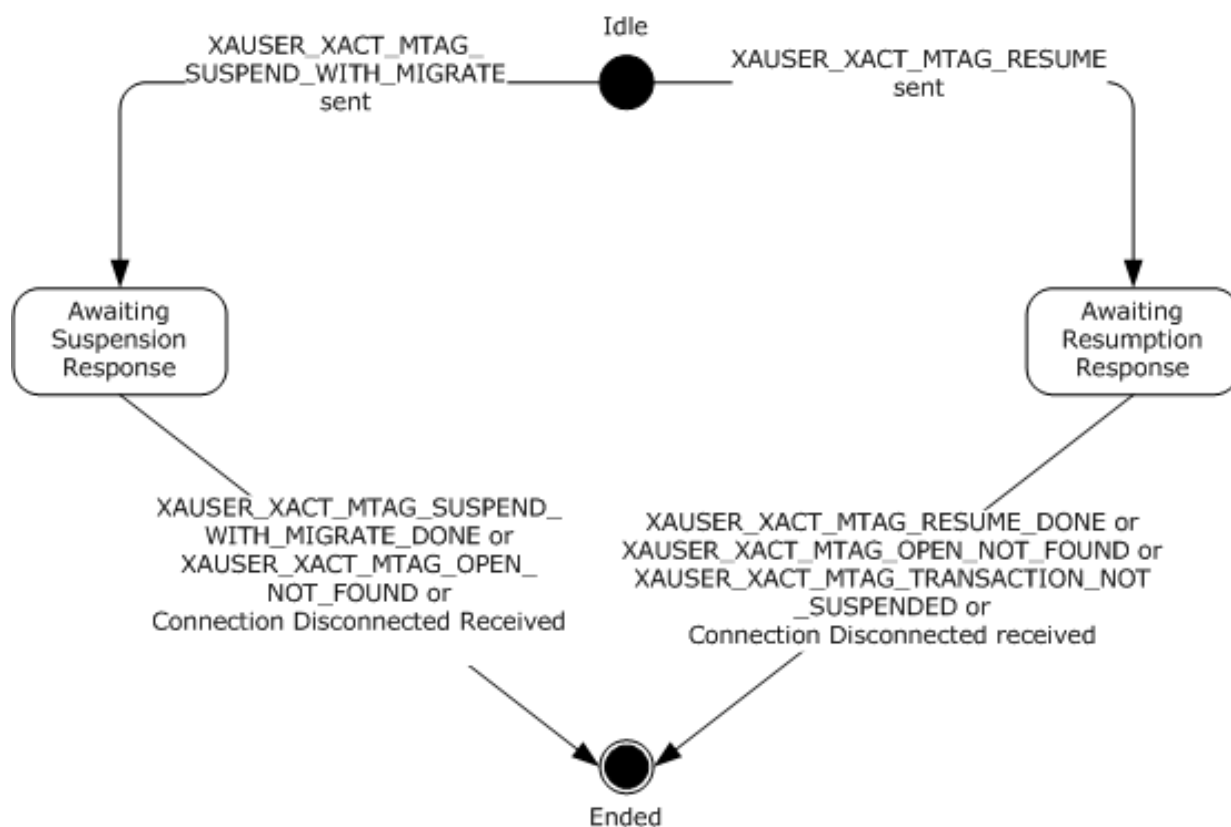 Idle
XAUSER_XACT_MTAG_
SUSPEND_WITH_MIGRATE
sent
XAUSER_XACT_MTAG_RESUME
sent
Awaiting
Suspension
Response
Awaiting
Resumption
Response
XAUSER_XACT_MTAG_SUSPEND_
WITH_MIGRATE_DONE or
XAUSER_XACT_MTAG_OPEN_
NOT_FOUND or
Connection Disconnected Received
XAUSER_XACT_MTAG_RESUME_DONE or
XAUSER_XACT_MTAG_OPEN_NOT_FOUND or
XAUSER_XACT_MTAG_TRANSACTION_NOT
_SUSPENDED or
Connection Disconnected received
Ended